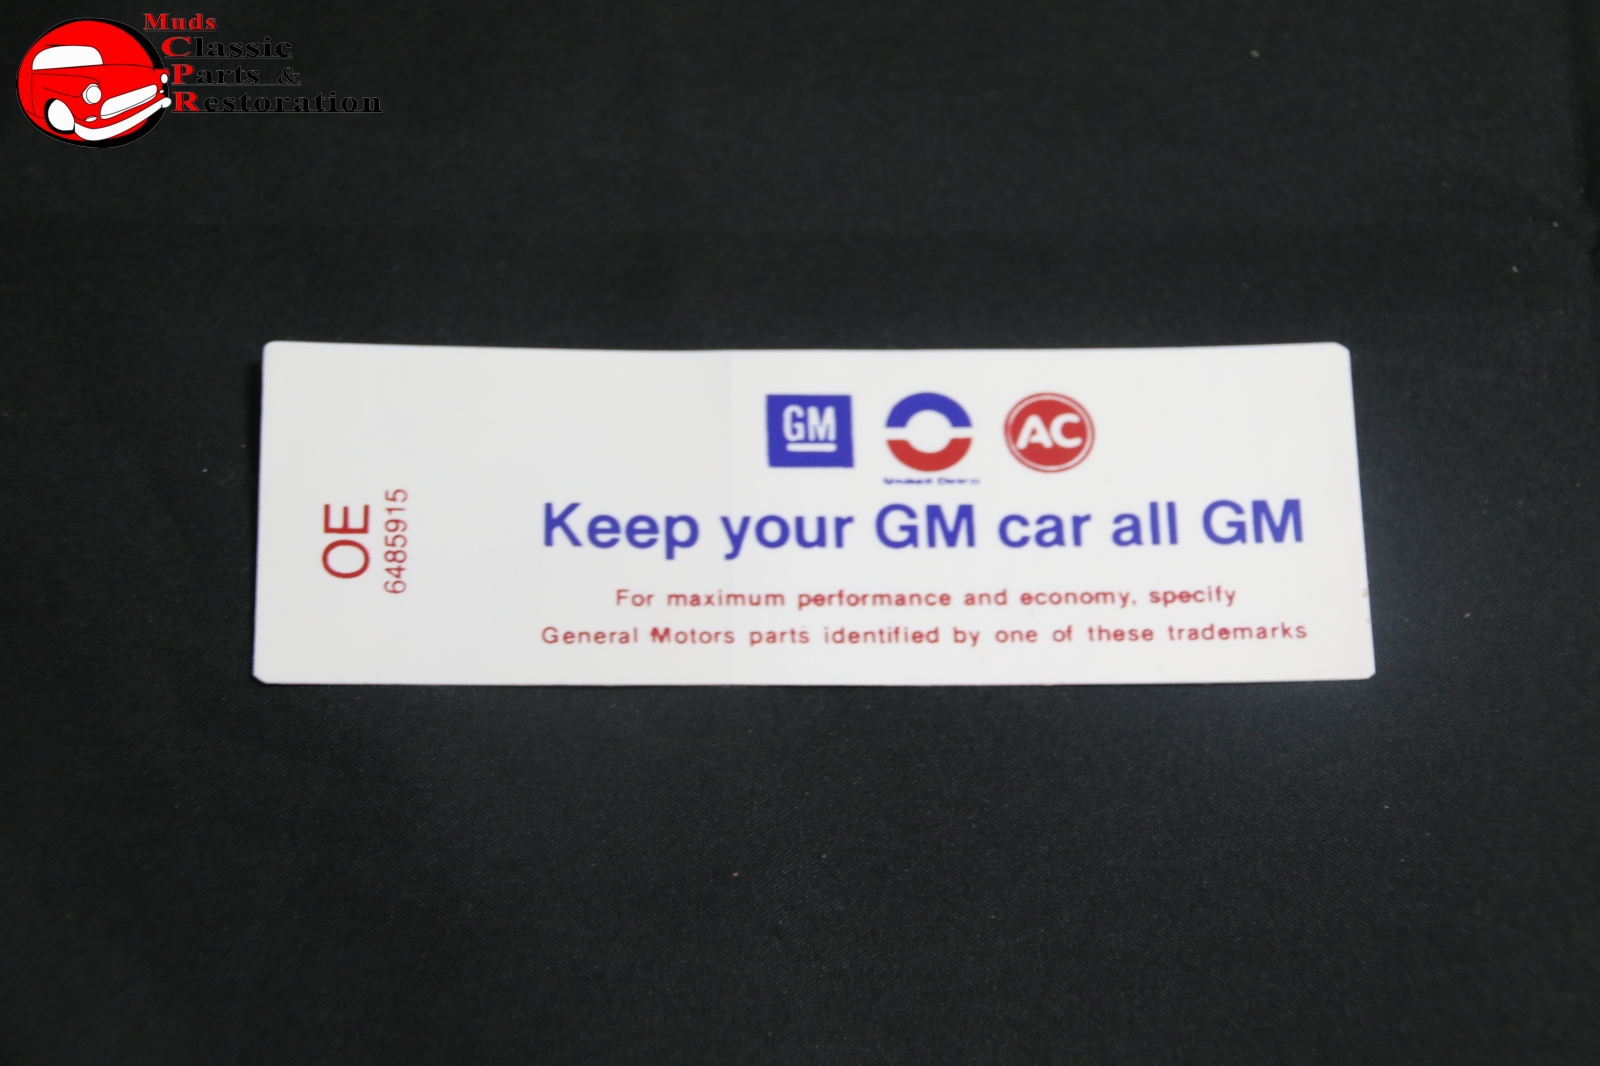 Muds
Classic
Parts &
Restoration
GM
AC
Keep your GM car all GM
For maximum performance and economy, specify
General Motors parts identified by one of these trademarks
OE
6485915